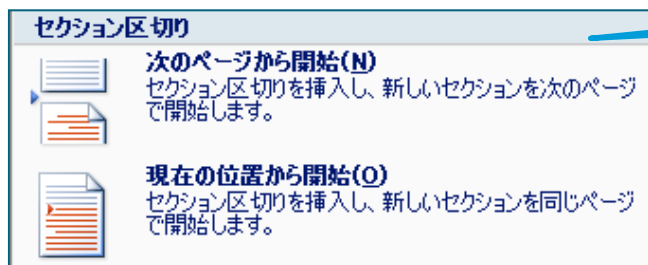 セクション区切り
次のページから開始(N)
セクション区切りを挿入し、新しいセクションを次のページ
で開始します。
現在の位置から開始(O)
セクション区切りを挿入し、新しいセクションを同じページ
で開始します。